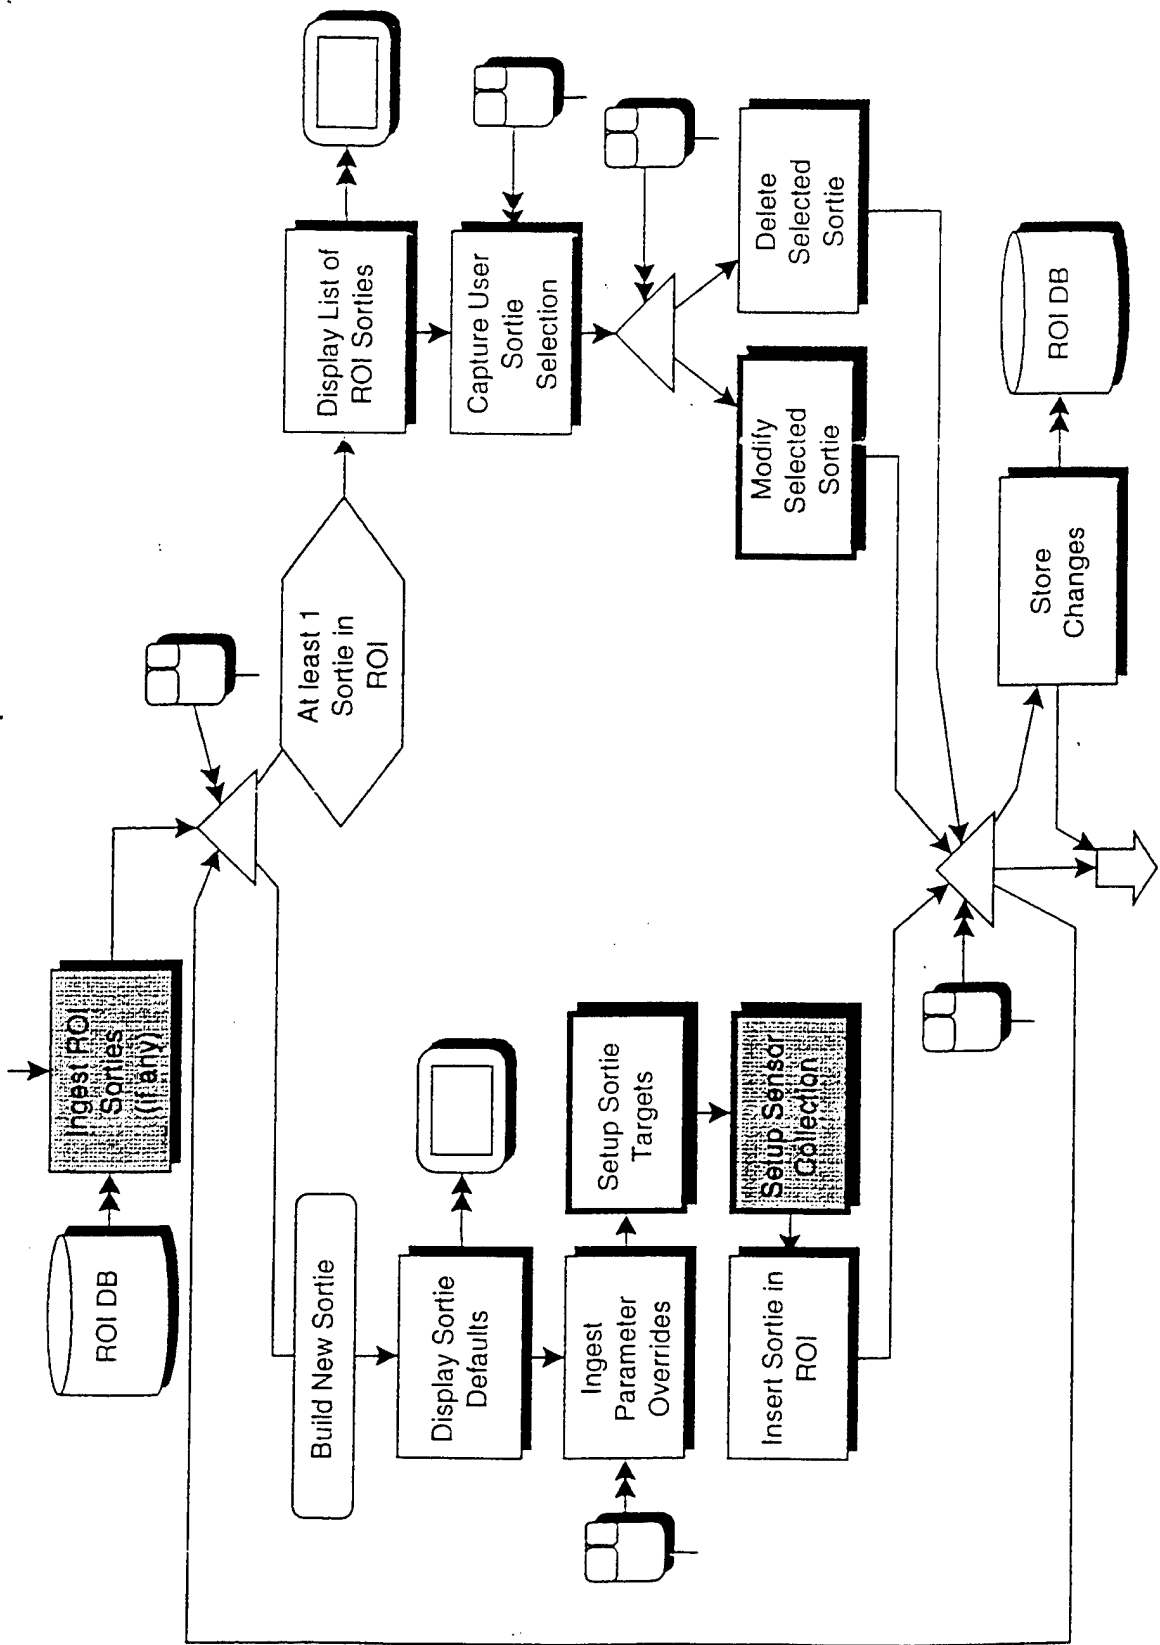 ROI DB
Ingest ROI
Sorties
(if any)
At least 1
Sortie in
ROI
Display List of
ROI Sorties
Capture User
Sortie
Selection
Modify
Selected
Sortie
Delete
Selected
Sortie
Build New Sortie
Display Sortie
Defaults
Ingest
Parameter
Overrides
Setup Sortie
Targets
Setup Sensor
Collection
Insert Sortie in
ROI
Store
Changes
ROI DB